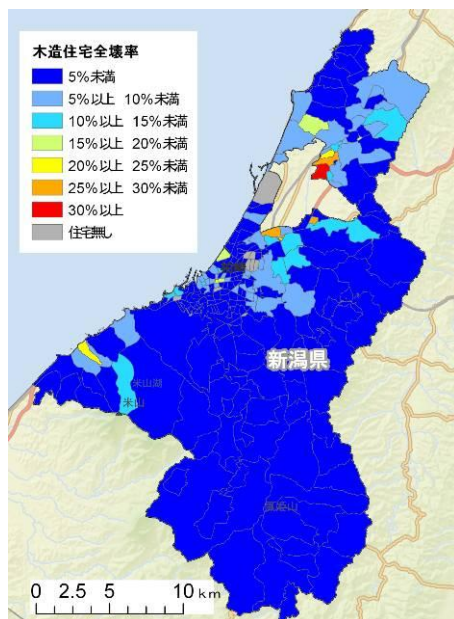 木造住宅全壊率
5%未満
5%以上 10%未満
10%以上 15%未満
15%以上 20%未満
20%以上 25%未満
25%以上 30%未満
30%以上
住宅無し
新潟県
米山湖
米山
0 2.5 5 10 km